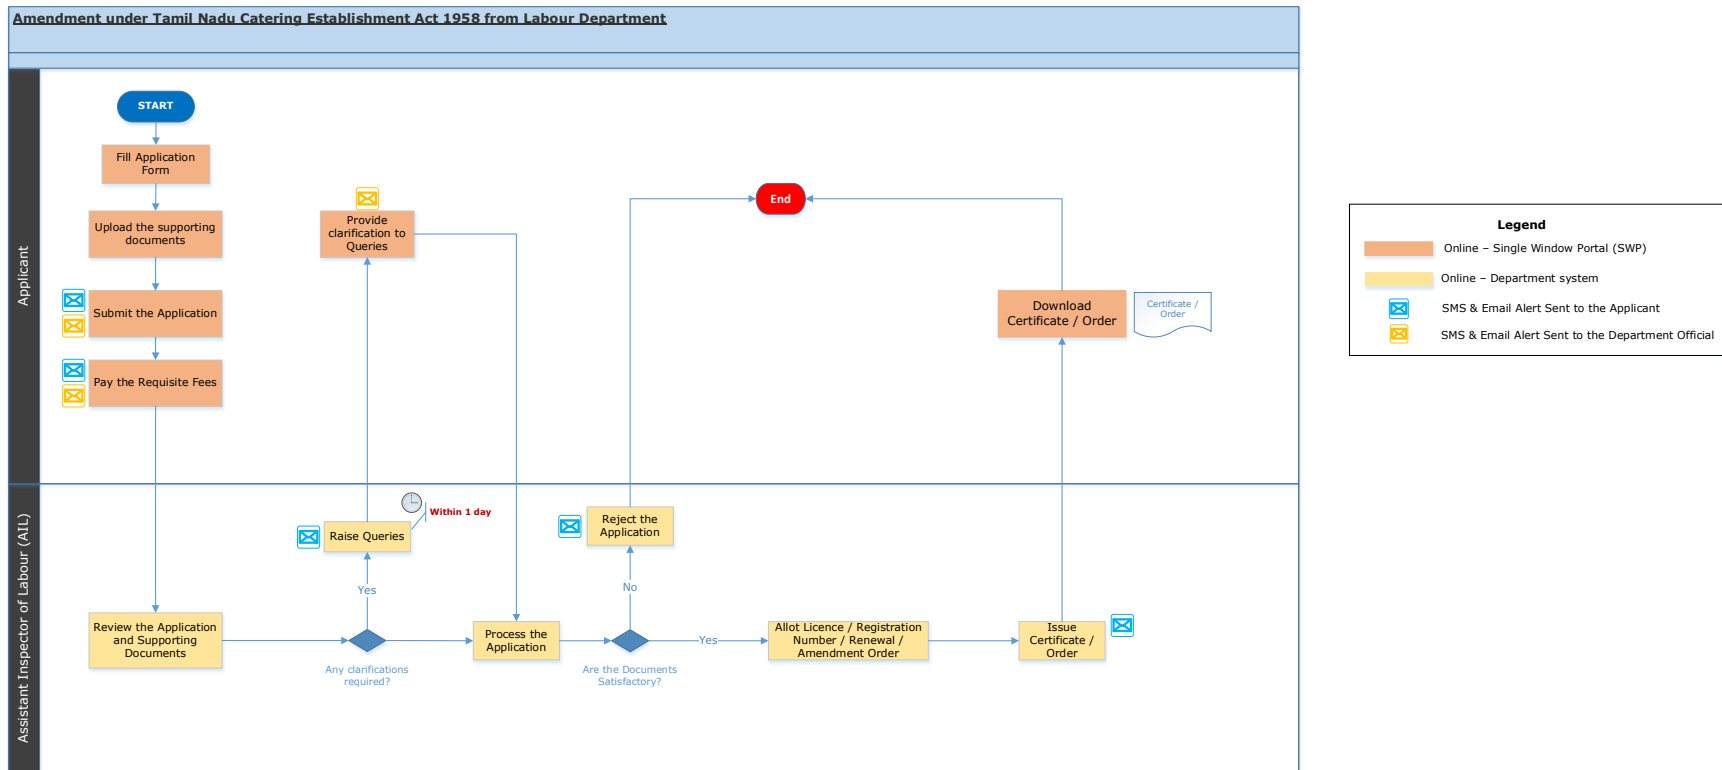 Amendment under Tamil Nadu Catering Establishment Act 1958 from Labour Department
Applicant
START
Fill Application
Form
Upload the supporting
documents
Submit the Application
Pay the Requisite Fees
Provide
clarification to
Queries
End
Download
Certificate / Order
Certificate /
Order
Assistant Inspector of Labour (AIL)
Within 1 day
Raise Queries
Yes
Reject the
Application
No
Review the Application
and Supporting
Documents
Any clarifications
required?
Process the
Application
Are the Documents
Satisfactory?
Yes
Allot Licence / Registration
Number / Renewal /
Amendment Order
Issue
Certificate /
Order
Legend
Online – Single Window Portal (SWP)
Online – Department system
SMS & Email Alert Sent to the Applicant
SMS & Email Alert Sent to the Department Official